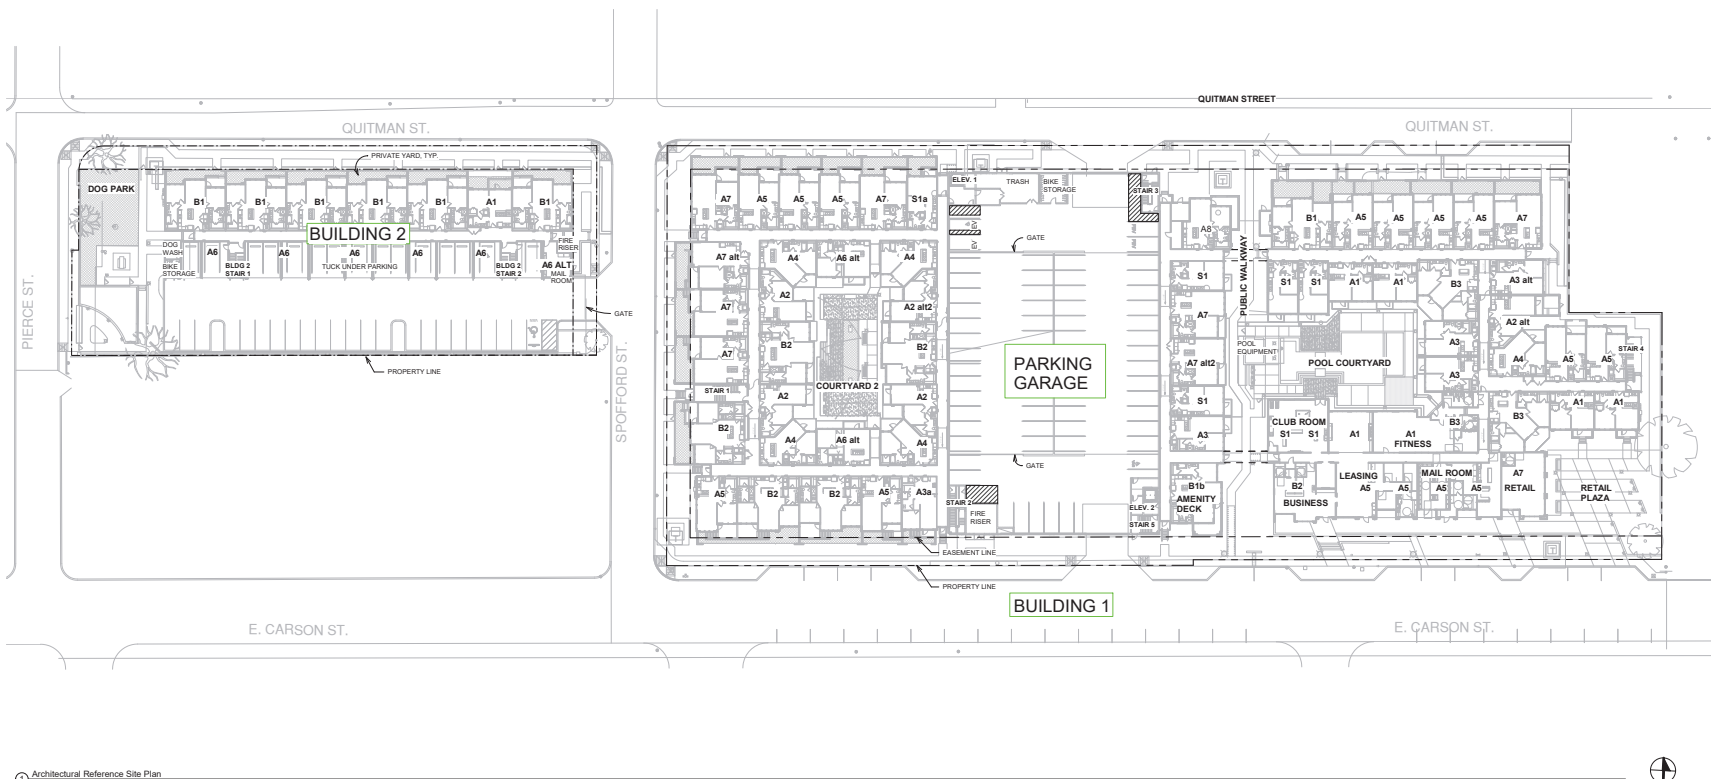 QUITMAN STREET
QUITMAN ST.
QUITMAN ST.
PRIVATE YARD, TYP.
DOG PARK
B1
B1
B1
B1
B1
A1
B1
BUILDING 2
DOG
WASH
BIKE
STORAGE
A6
BLDG 2
STAIR 1
A6
A6
TUCK UNDER PARKING
A6
A6
BLDG 2
STAIR 2
FIRE
RISER
A6 ALT
MAIL
ROOM
GATE
PROPERTY LINE
PIERCE ST.
SPOFFORD ST.
A7
A5
A5
A5
A7
S1a
A7 alt
A4
A6 alt
A4
A2
A2 alt2
A7
B2
B2
A7
STAIR 1
COURTYARD 2
A2
A2
B2
A4
A6 alt
A4
A5
B2
B2
A5
A3a
ELEV. 1
TRASH
BIKE
STORAGE
STAIR 3
EV
EV
GATE
PARKING
GARAGE
GATE
STAIR 2
FIRE
RISER
ELEV. 2
STAIR 5
EASEMENT LINE
PROPERTY LINE
BUILDING 1
A8
S1
A7
A7 alt2
S1
A3
B1b
AMENITY
DECK
PUBLIC WALKWAY
B1
A5
A5
A5
A5
A7
S1
S1
A1
A1
B3
A3 alt
A2 alt
A3
A4
A5
A5
STAIR 4
POOL
EQUIPMENT
POOL COURTYARD
A3
A1
A1
CLUB ROOM
S1
S1
A1
A1
FITNESS
B3
B3
B2
BUSINESS
LEASING
A5
A5
MAIL ROOM
A5
A5
A7
RETAIL
RETAIL
PLAZA
E. CARSON ST.
E. CARSON ST.
1
Architectural Reference Site Plan